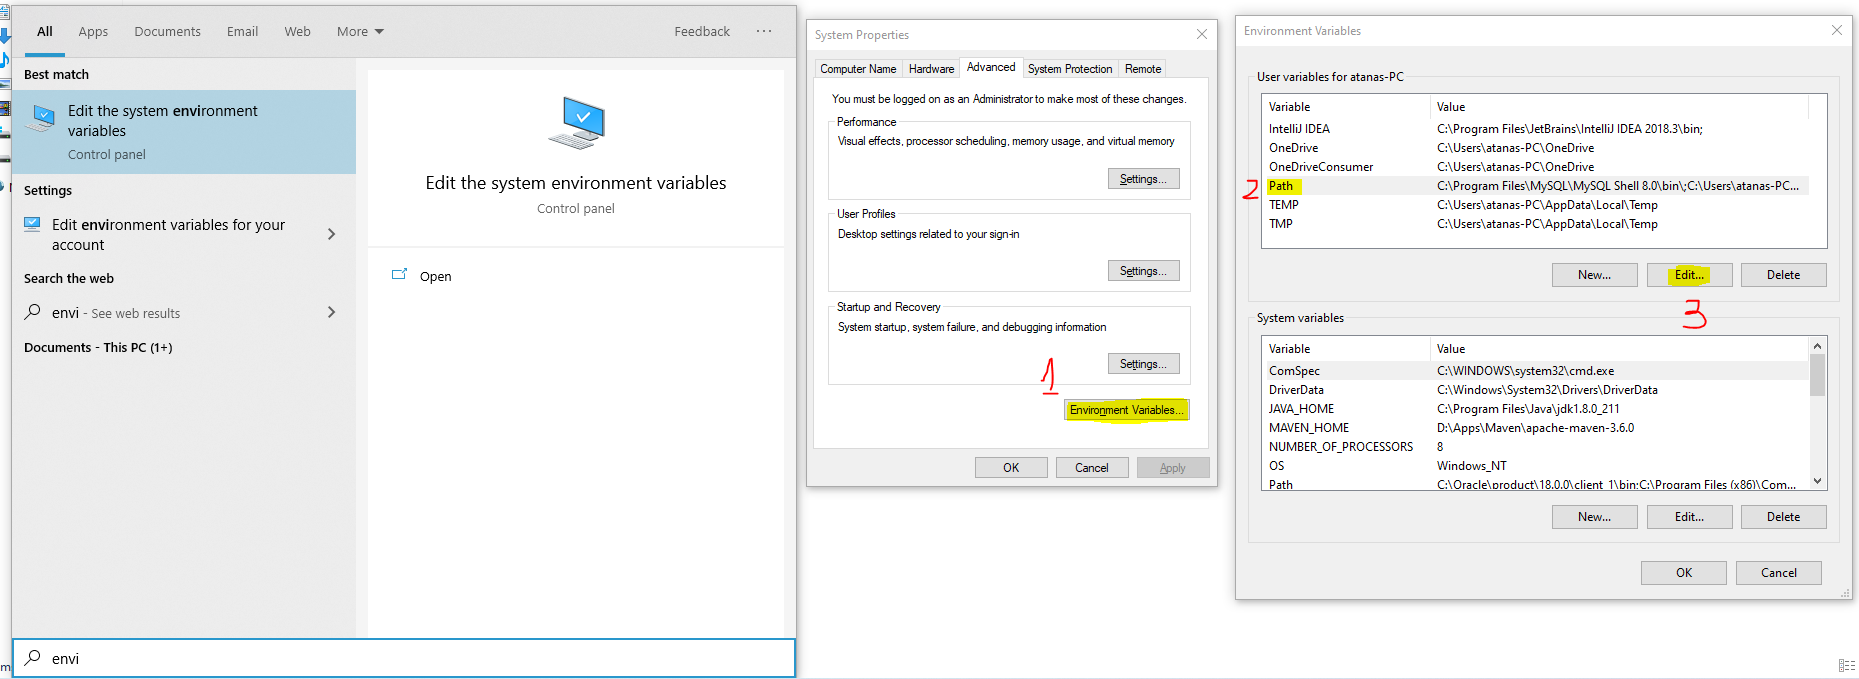 All Apps Documents Email Web More Feedback ...
Best match
Edit the system environment
variables
Control panel
Settings
Edit environment variables for your
account
Search the web
envi - See web results
Documents - This PC (1+)
Edit the system environment variables
Control panel
Open
envi
System Properties
Computer Name Hardware Advanced System Protection Remote
You must be logged on as an Administrator to make most of these changes.
Performance
Visual effects, processor scheduling, memory usage, and virtual memory
Settings...
User Profiles
Desktop settings related to your sign-in
Settings...
Startup and Recovery
System startup, system failure, and debugging information
Settings...
1
Environment Variables...
OK Cancel Apply
Environment Variables
User variables for atanas-PC
Variable Value
IntelliJ IDEA C:\Program Files\JetBrains\IntelliJ IDEA 2018.3\bin;
OneDrive C:\Users\atanas-PC\OneDrive
OneDriveConsumer C:\Users\atanas-PC\OneDrive
2 Path C:\Program Files\MySQL\MySQL Shell 8.0\bin\;C:\Users\atanas-PC...
TEMP C:\Users\atanas-PC\AppData\Local\Temp
TMP C:\Users\atanas-PC\AppData\Local\Temp
New... Edit... Delete
3
System variables
Variable Value
ComSpec C:\WINDOWS\system32\cmd.exe
DriverData C:\Windows\System32\Drivers\DriverData
JAVA_HOME C:\Program Files\Java\jdk1.8.0_211
MAVEN_HOME D:\Apps\Maven\apache-maven-3.6.0
NUMBER_OF_PROCESSORS 8
OS Windows_NT
Path C:\Oracle\product\18.0.0\client_1\bin;C:\Program Files (x86)\Com...
New... Edit... Delete
OK Cancel